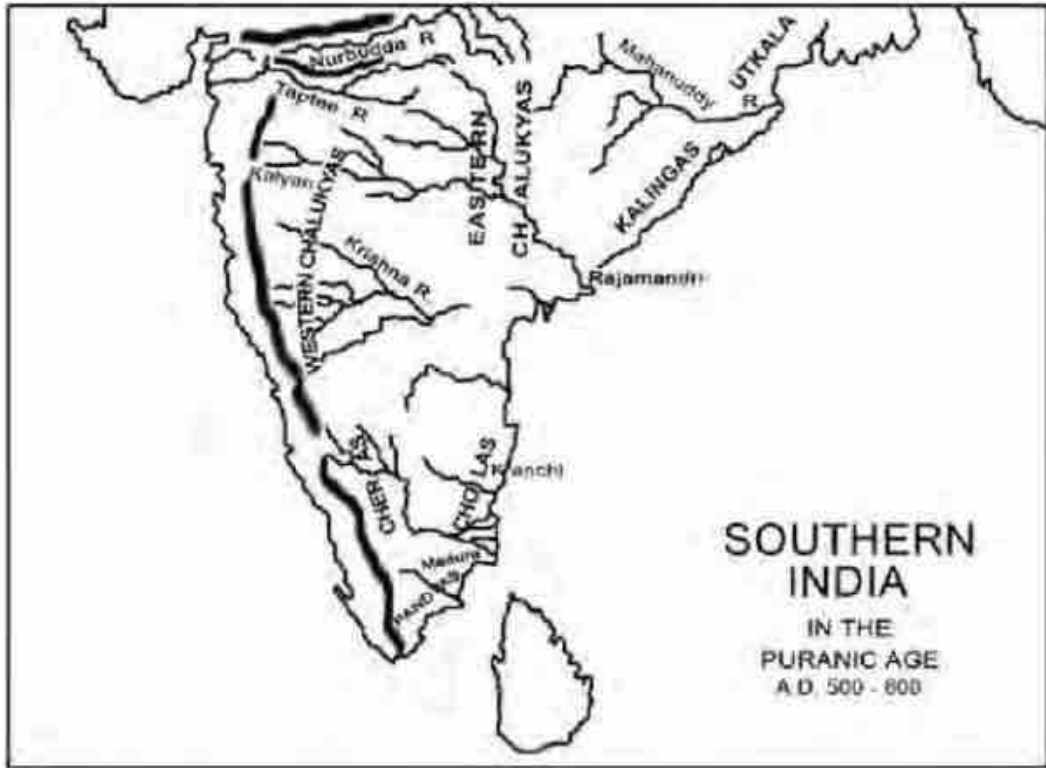 Nurbudda R
Taptee R
Mahanuddy R
UTKALA
EASTERN
CHALUKYAS
KALINGAS
Kalyan
WESTERN CHALUKYAS
Krishna R.
Rajamandri
CHERAS
CHOLAS
Kanchi
Madura
PANDYAS
SOUTHERN
INDIA
IN THE
PURANIC AGE
A.D. 500 - 800